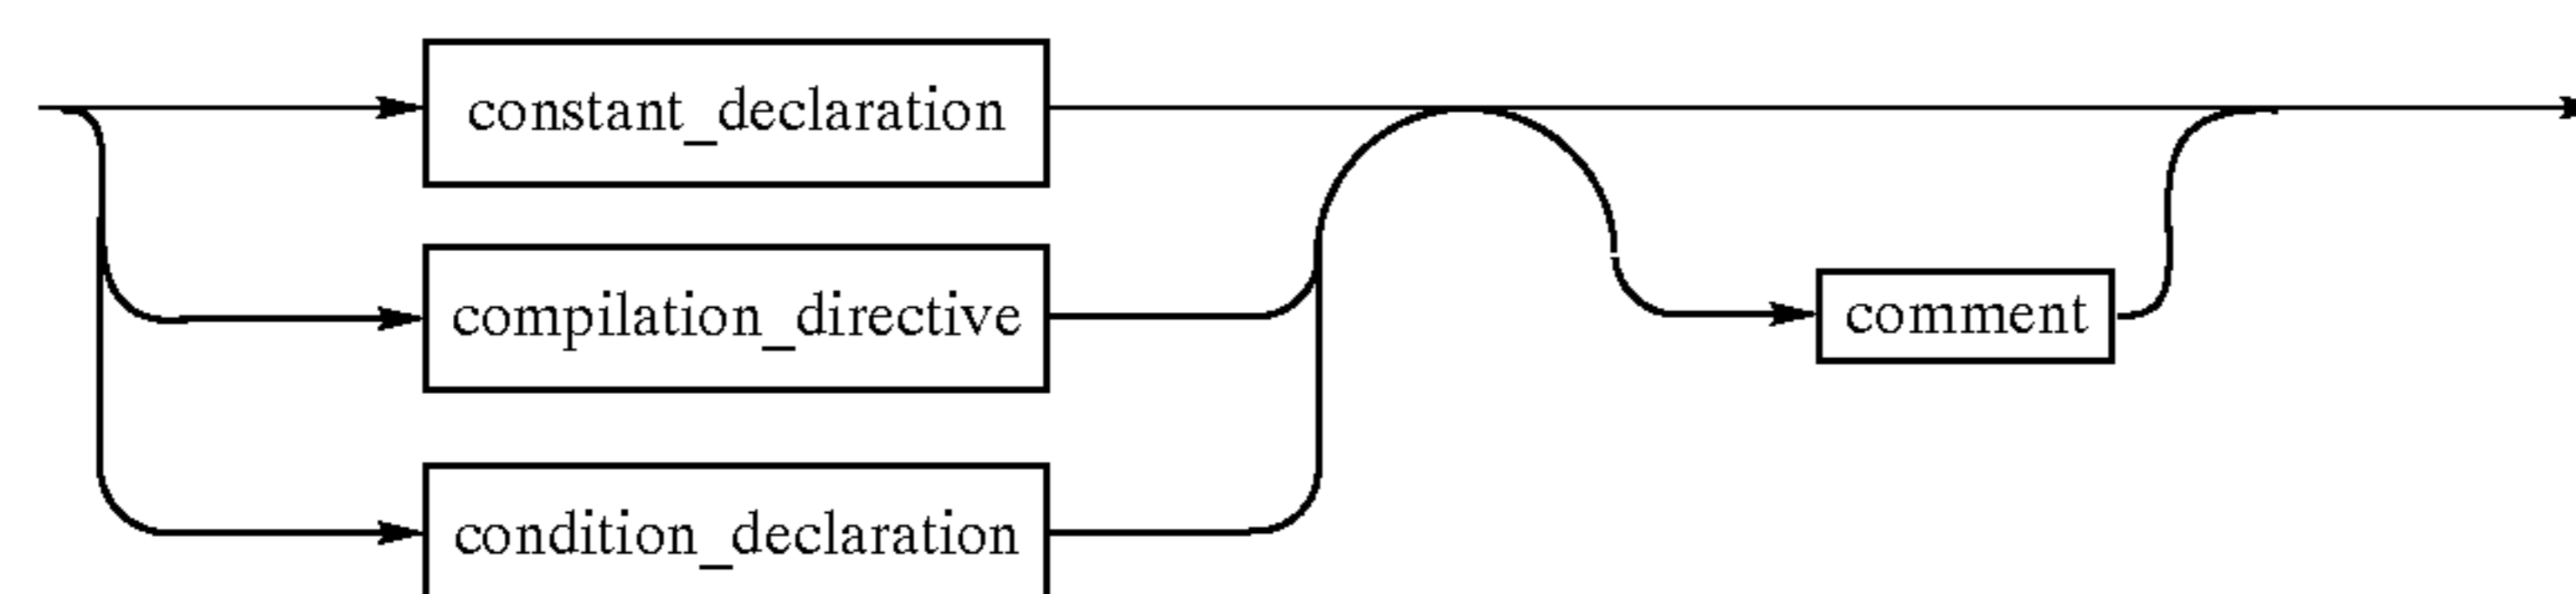 constant_declaration
compilation_directive
comment
condition_declaration